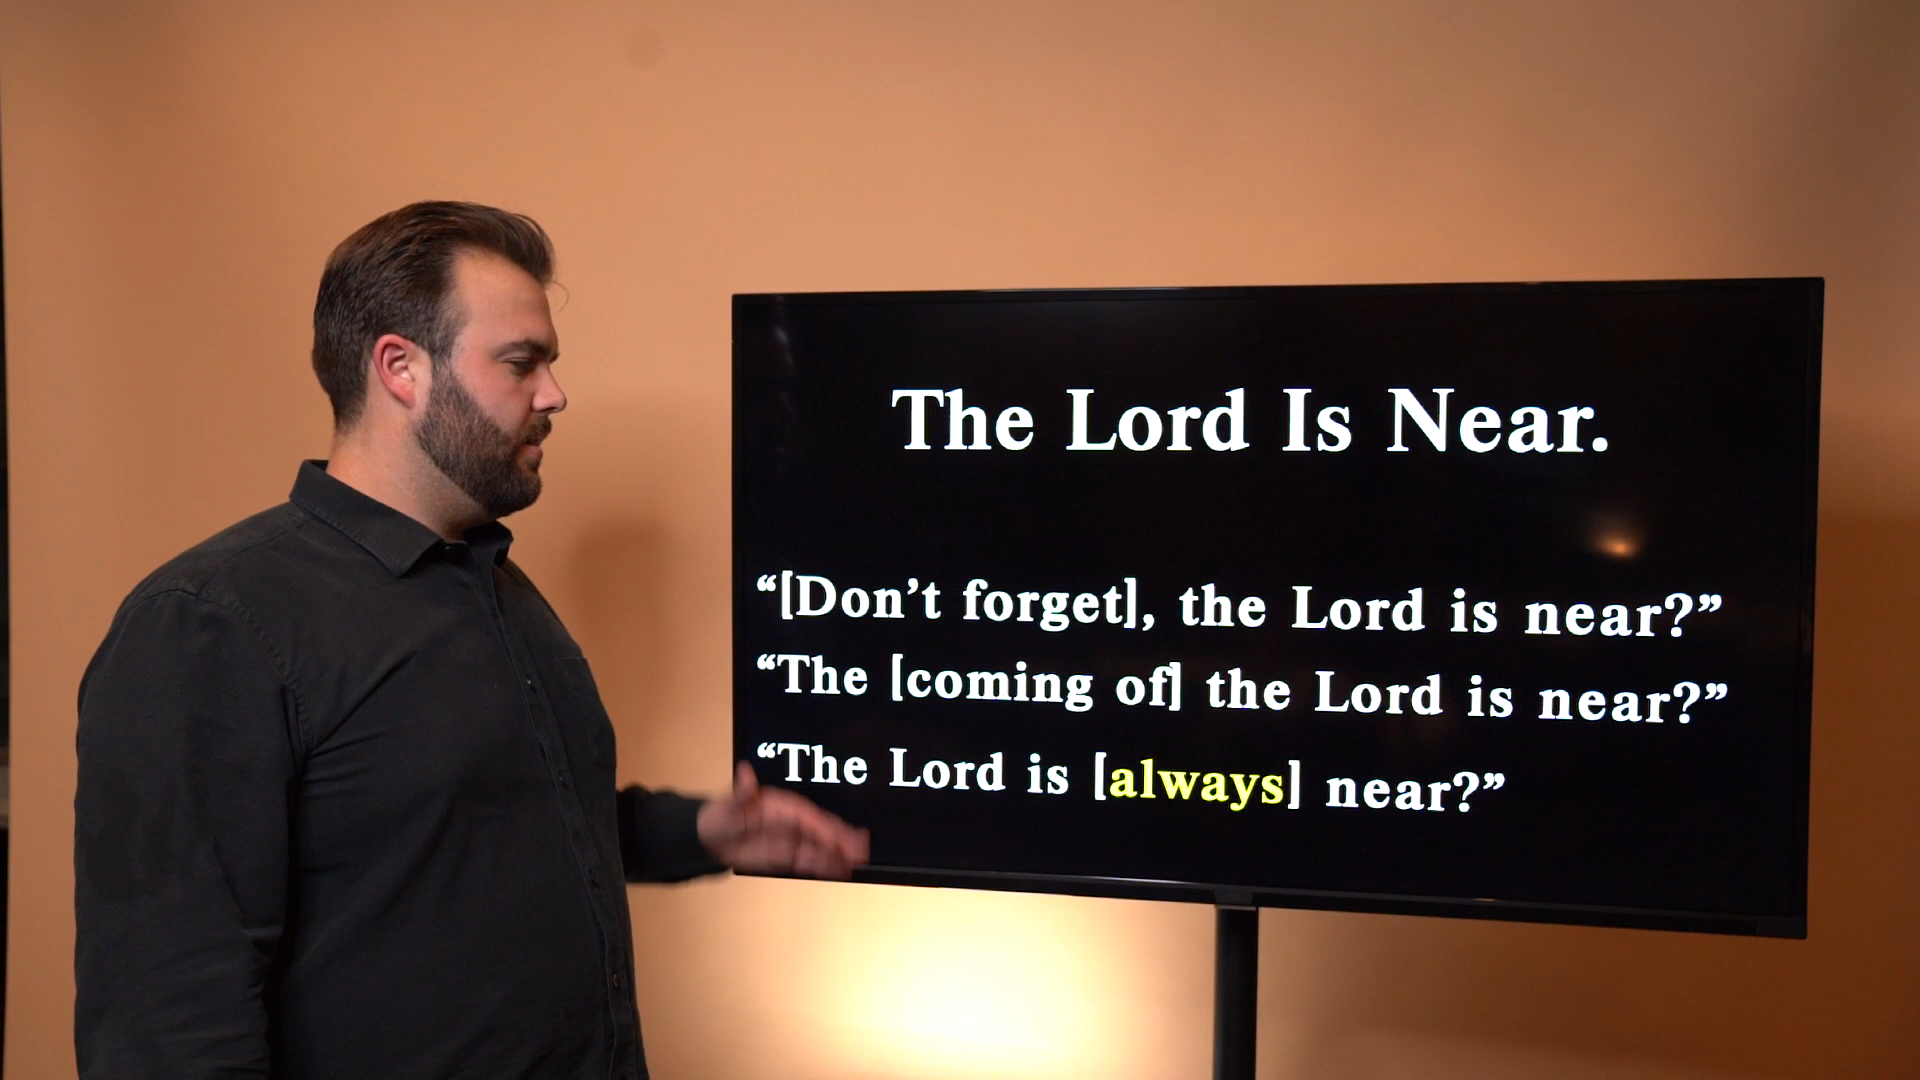 The Lord Is Near.
“[Don’t forget], the Lord is near?”
“The [coming of] the Lord is near?”
“The Lord is [always] near?”